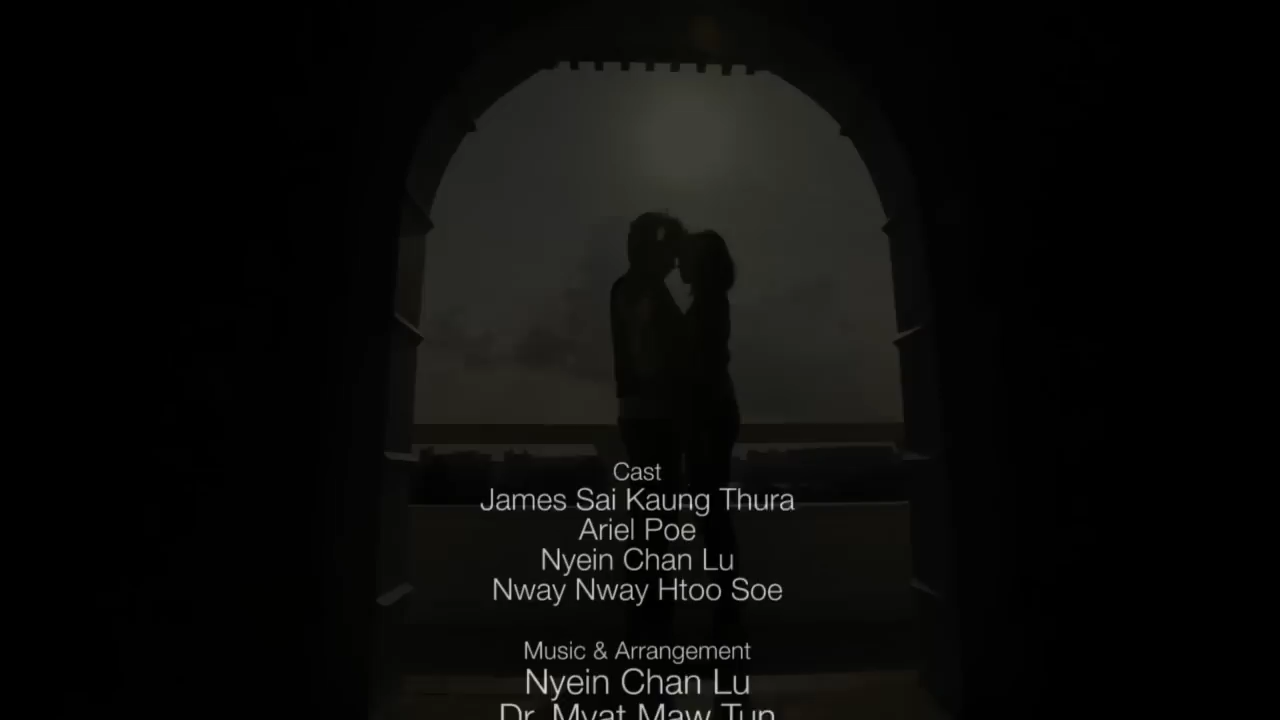 Cast
James Sai Kaung Thura
Ariel Poe
Nyein Chan Lu
Nway Nway Htoo Soe
Music & Arrangement
Nyein Chan Lu
Dr. Myat Maw Tun